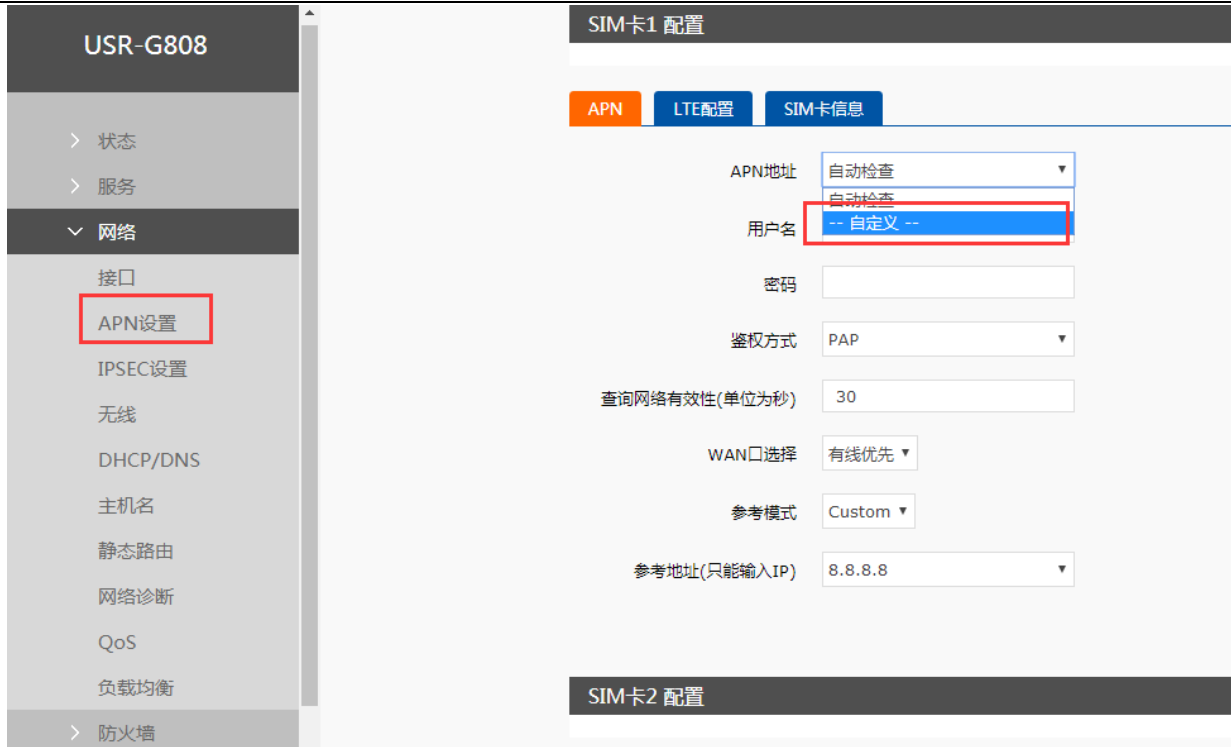 USR-G808
状态
服务
网络
接口
APN设置
IPSEC设置
无线
DHCP/DNS
主机名
静态路由
网络诊断
QoS
负载均衡
防火墙
SIM卡1 配置
APN LTE配置 SIM卡信息
APN地址 自动检查
自动检查
-- 自定义 --
用户名
密码
鉴权方式 PAP
查询网络有效性(单位为秒) 30
WAN口选择 有线优先
参考模式 Custom
参考地址(只能输入IP) 8.8.8.8
SIM卡2 配置